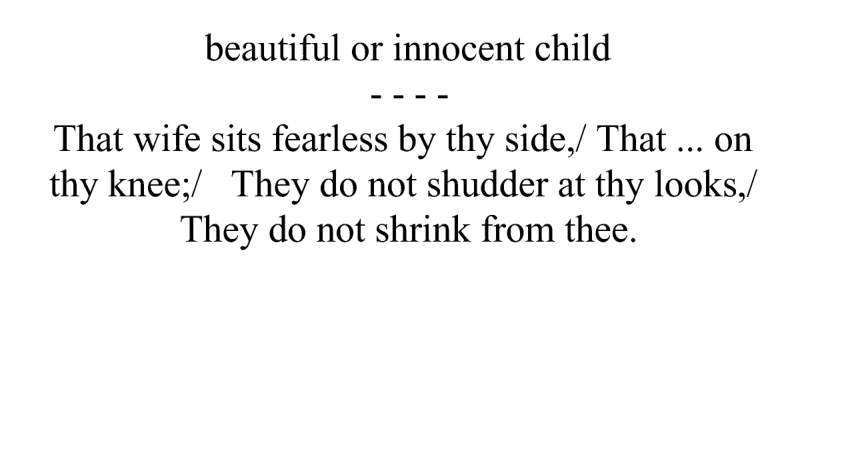 beautiful or innocent child
- - - -
That wife sits fearless by thy side,/ That ... on
thy knee;/   They do not shudder at thy looks,/
They do not shrink from thee.